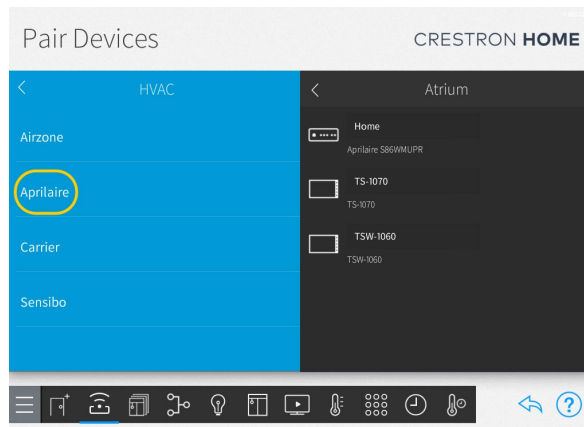 Pair Devices
CRESTRON HOME
HVAC
Airzone
Aprilaire
Carrier
Sensibo
Atrium
Home
Aprilaire S86WMUPR
TS-1070
TS-1070
TSW-1060
TSW-1060
?